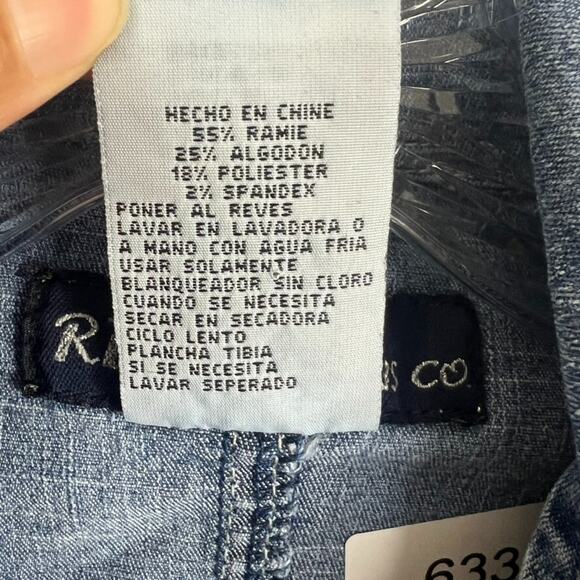 HECHO EN CHINE
55% RAMIE
25% ALGODON
18% POLIESTER
2% SPANDEX
PONER AL REVES
LAVAR EN LAVADORA O
A MANO CON AGUA FRIA
USAR SOLAMENTE
BLANQUEADOR SIN CLORO
CUANDO SE NECESITA
SECAR EN SECADORA
CICLO LENTO
PLANCHA TIBIA
SI SE NECESITA
LAVAR SEPERADO
CO.
633